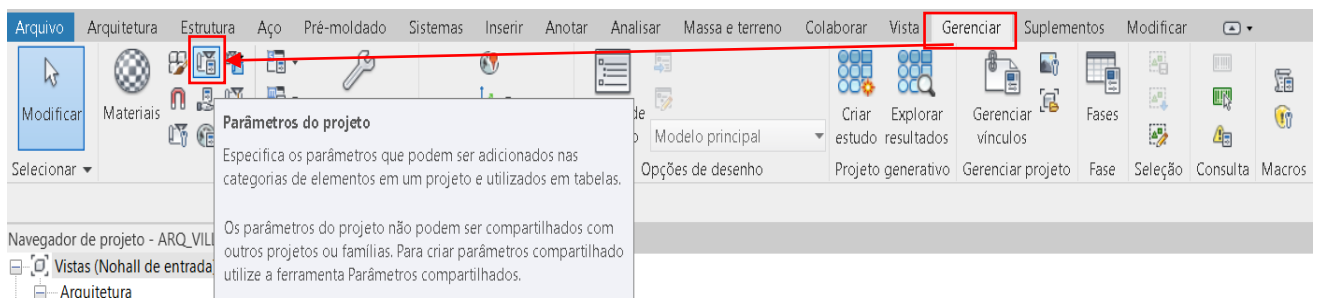 Arquivo Arquitetura Estrutura Aço Pré-moldado Sistemas Inserir Anotar Analisar Massa e terreno Colaborar Vista Gerenciar Suplementos Modificar
Modificar Materiais Criar Explorar Gerenciar Fases
estudo resultados vínculos
de
Modelo principal
Selecionar Opções de desenho Projeto generativo Gerenciar projeto Fase Seleção Consulta Macros
Parâmetros do projeto
Especifica os parâmetros que podem ser adicionados nas
categorias de elementos em um projeto e utilizados em tabelas.
Os parâmetros do projeto não podem ser compartilhados com
outros projetos ou famílias. Para criar parâmetros compartilhado
utilize a ferramenta Parâmetros compartilhados.
Navegador de projeto - ARQ_VILL
Vistas (Nohall de entrada
Arquitetura